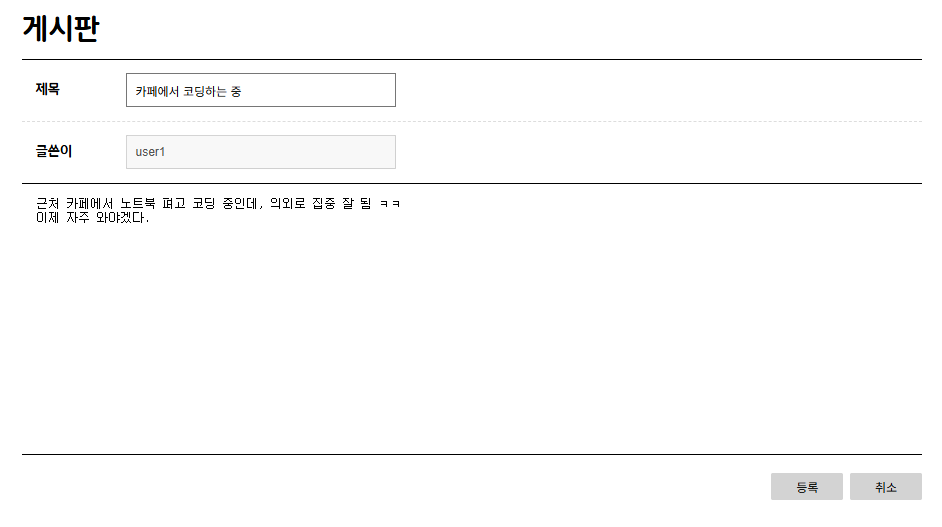 게시판
제목
카페에서 코딩하는 중
글쓴이
user1
근처 카페에서 노트북 펴고 코딩 중인데, 의외로 집중 잘 됨 ㅋㅋ
이제 자주 와야겠다.
등록 취소